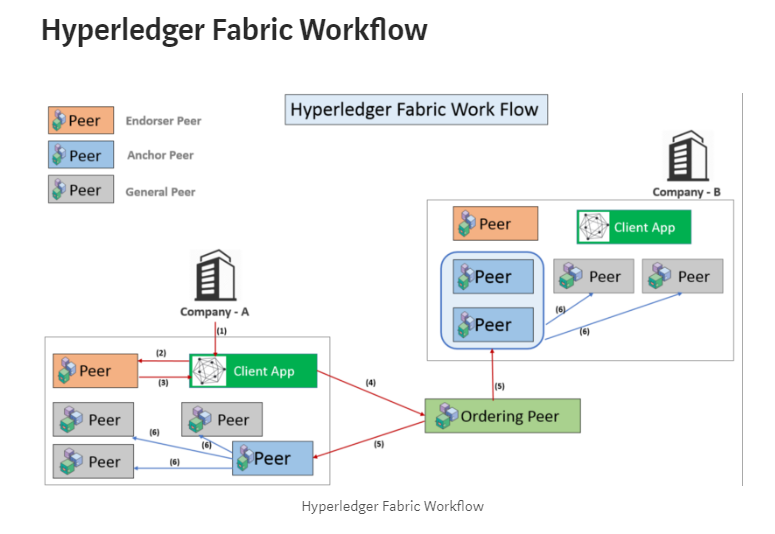 Hyperledger Fabric Workflow
Hyperledger Fabric Work Flow
Peer Endorser Peer
Peer Anchor Peer
Peer General Peer
Company - B
Peer
Client App
Peer
Peer
Peer
Peer
(6)
(6)
Company - A
(1)
(2)
(3)
Peer
Client App
(4)
(5)
Ordering Peer
(5)
Peer
Peer
(6)
(6)
Peer
(6)
Peer
Hyperledger Fabric Workflow